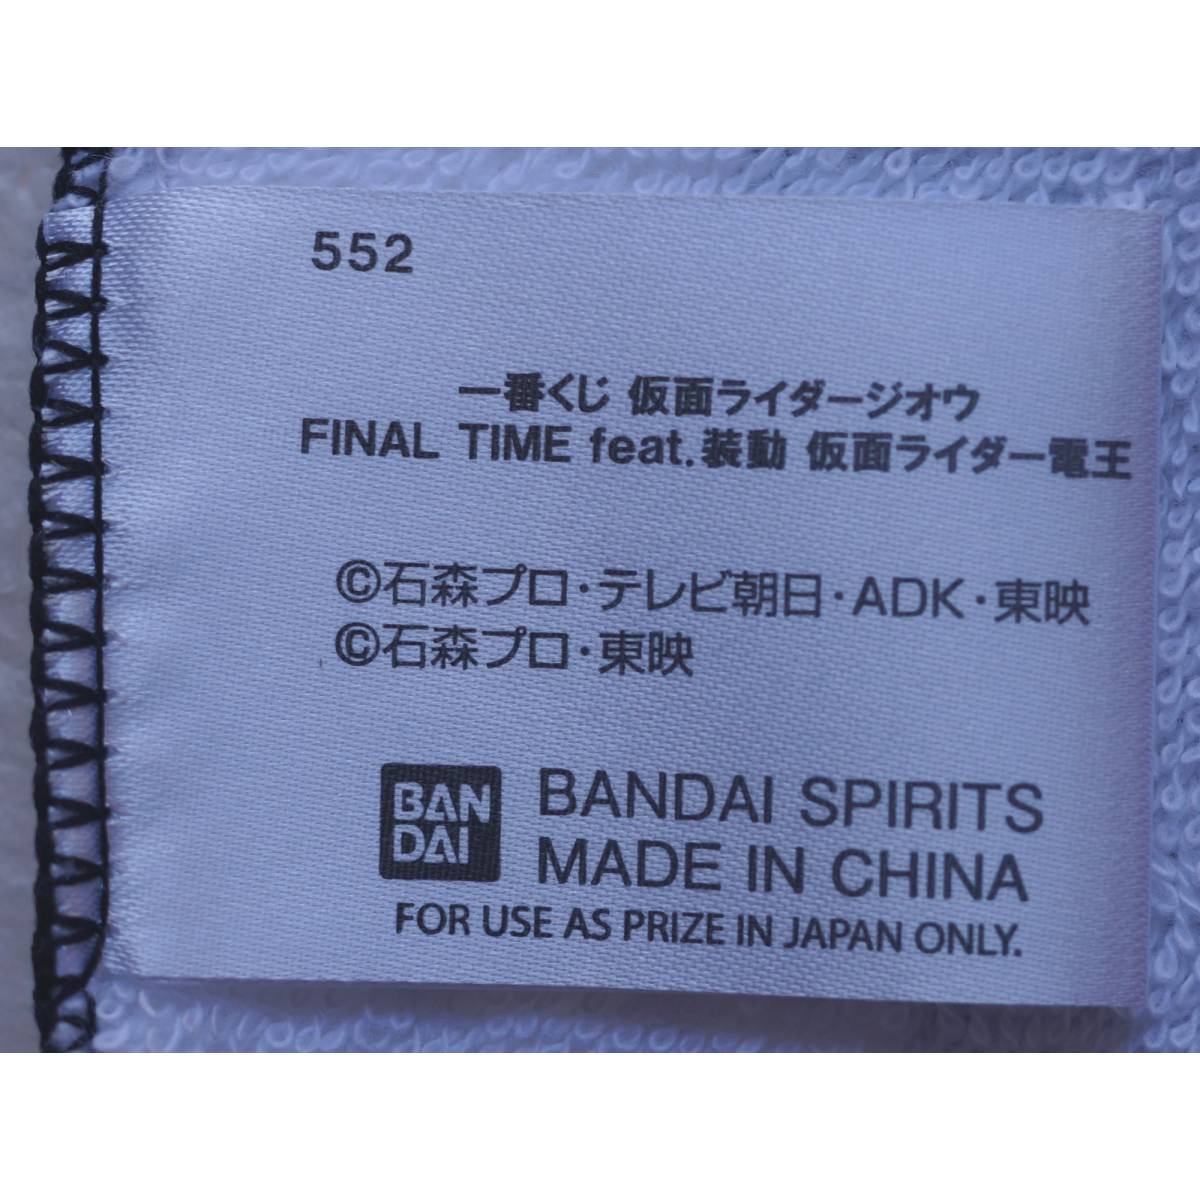 552
一番くじ 仮面ライダージオウ
FINAL TIME feat.装動 仮面ライダー電王
©石森プロ・テレビ朝日・ADK・東映
©石森プロ・東映
BAN
DAI
BANDAI SPIRITS
MADE IN CHINA
FOR USE AS PRIZE IN JAPAN ONLY.